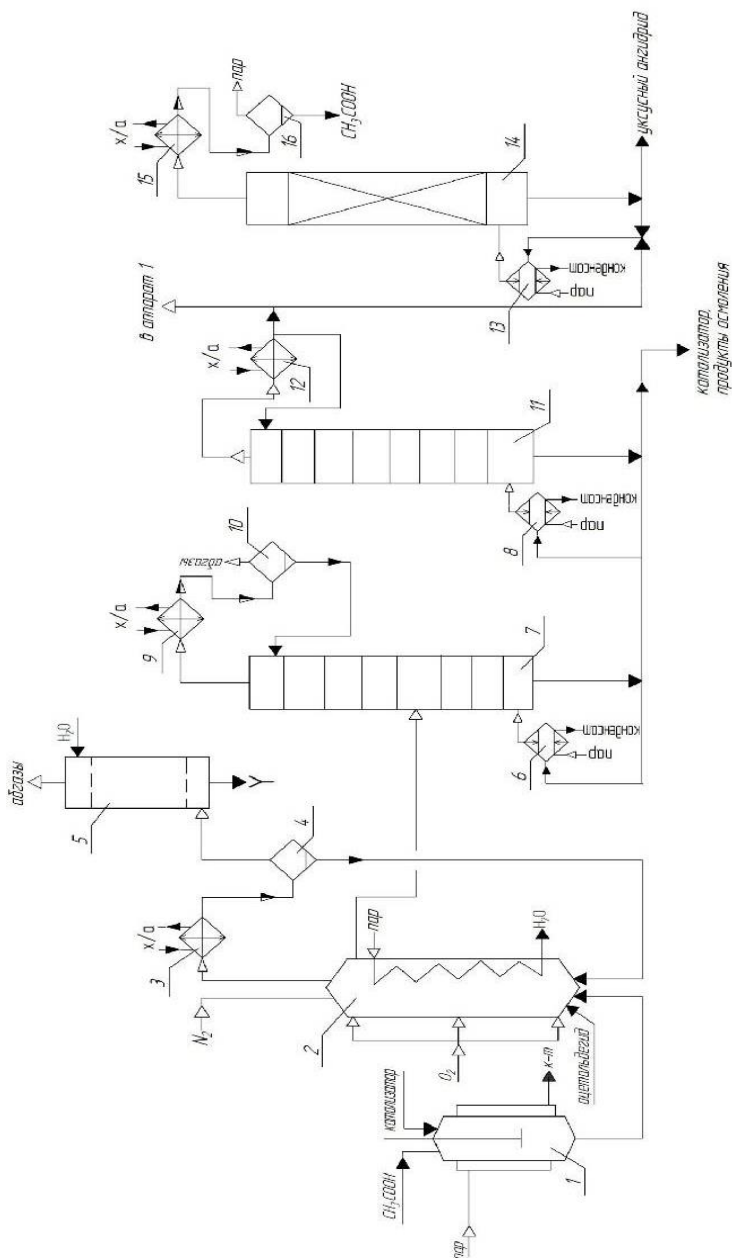 пар
CH₃COOH
катализатор
1
к-т
N₂
2
O₂
ацетальдегид
пар
H₂O
3
х/а
4
абгазы
5
H₂O
9
х/а
10
абгазы
7
6
пар
конденсат
12
х/а
11
8
пар
конденсат
в аппарат 1
катализатор,
продукты осмоления
15
х/а
16
пар
CH₃COOH
14
13
пар
конденсат
уксусный ангидрид